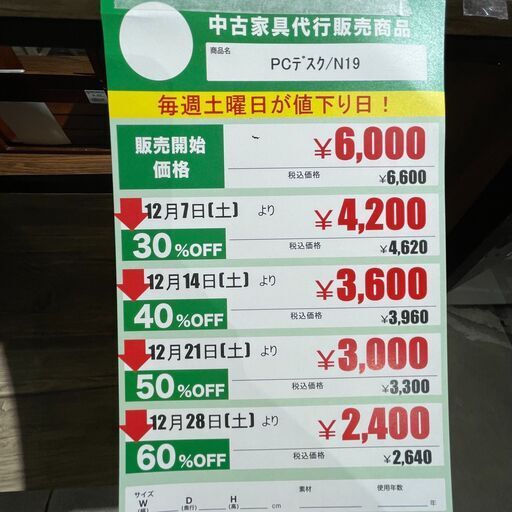 中古家具代行販売商品
商品名
PCﾃﾞｽｸ/N19
毎週土曜日が値下り日！
販売開始
価格
¥6,000
税込価格 ¥6,600
12月7日(土) より
30%OFF
¥4,200
税込価格 ¥4,620
12月14日(土) より
40%OFF
¥3,600
税込価格 ¥3,960
12月21日(土) より
50%OFF
¥3,000
税込価格 ¥3,300
12月28日(土) より
60%OFF
¥2,400
税込価格 ¥2,640
サイズ 素材 使用年数
W(幅) D(奥行) H(高) cm 年